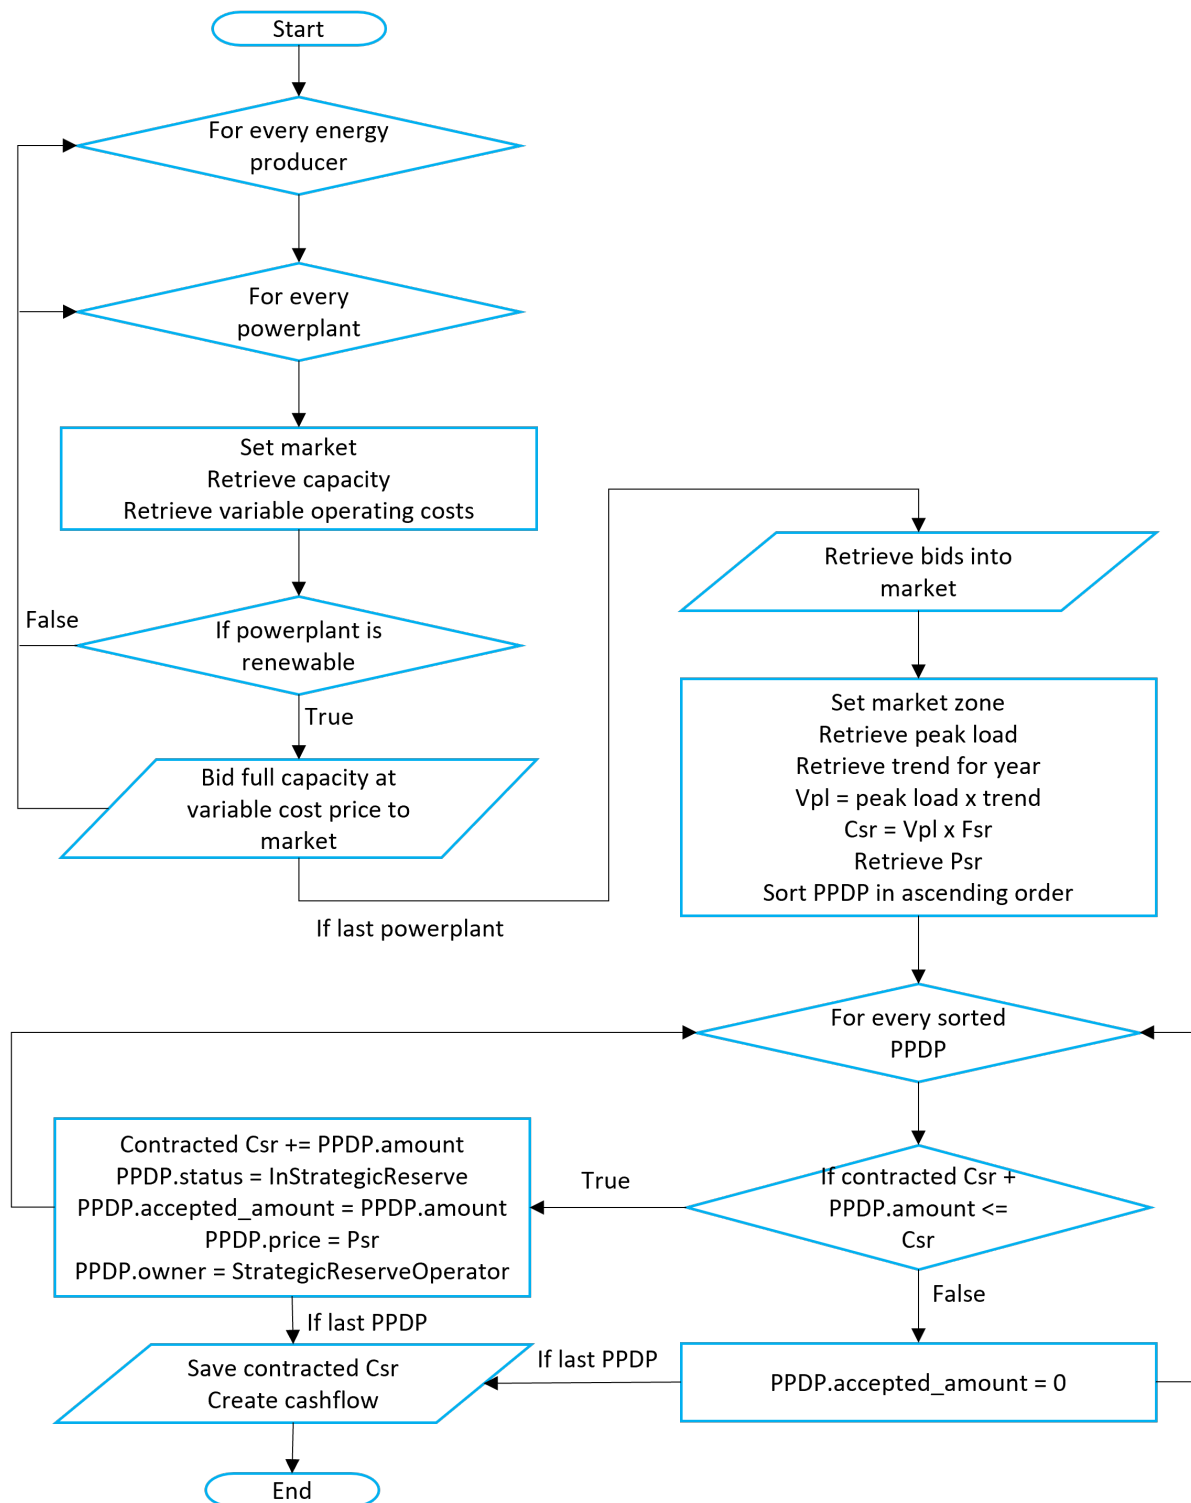 Start
For every energy
producer
For every
powerplant
Set market
Retrieve capacity
Retrieve variable operating costs
False
If powerplant is
renewable
True
Bid full capacity at
variable cost price to
market
If last powerplant
Retrieve bids into
market
Set market zone
Retrieve peak load
Retrieve trend for year
Vpl = peak load x trend
Csr = Vpl x Fsr
Retrieve Psr
Sort PPDP in ascending order
For every sorted
PPDP
If contracted Csr +
PPDP.amount <=
Csr
True
False
Contracted Csr += PPDP.amount
PPDP.status = InStrategicReserve
PPDP.accepted_amount = PPDP.amount
PPDP.price = Psr
PPDP.owner = StrategicReserveOperator
If last PPDP
PPDP.accepted_amount = 0
If last PPDP
Save contracted Csr
Create cashflow
End